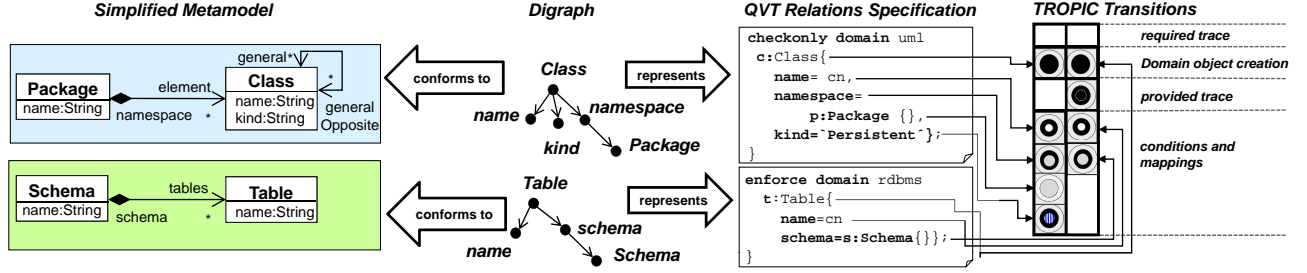 Simplified Metamodel
Digraph
QVT Relations Specification
TROPIC Transitions
Package
name:String
namespace
element
*
general*
Class
name:String
kind:String
*
general
Opposite
Schema
name:String
schema
tables
*
Table
name:String
conforms to
conforms to
Class
name
kind
namespace
Package
Table
name
schema
Schema
represents
represents
checkonly domain uml
c:Class{
name= cn,
namespace=
p:Package {},
kind=`Persistent´};
}
enforce domain rdbms
t:Table{
name=cn
schema=s:Schema{}};
}
required trace
Domain object creation
provided trace
conditions and
mappings